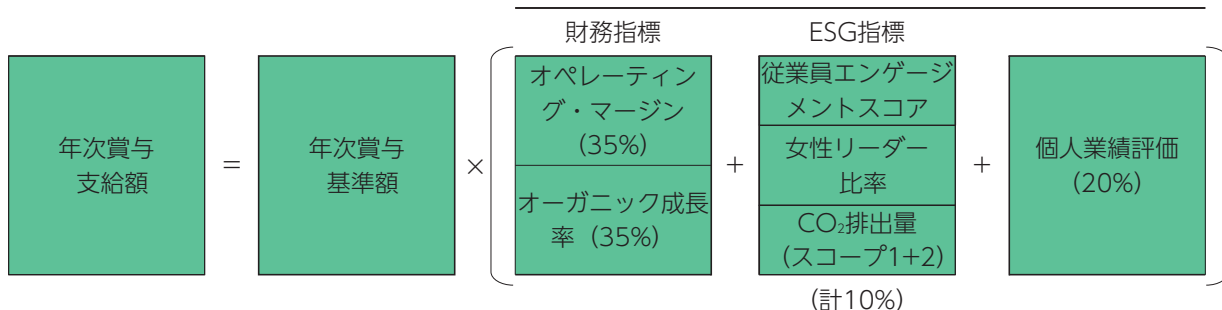 財務指標
ESG指標
年次賞与
支給額
=
年次賞与
基準額
×
オペレーティン
グ・マージン
(35%)
オーガニック成長
率 (35%)
+
従業員エンゲージ
メントスコア
女性リーダー
比率
CO₂排出量
(スコープ1+2)
(計10%)
+
個人業績評価
(20%)